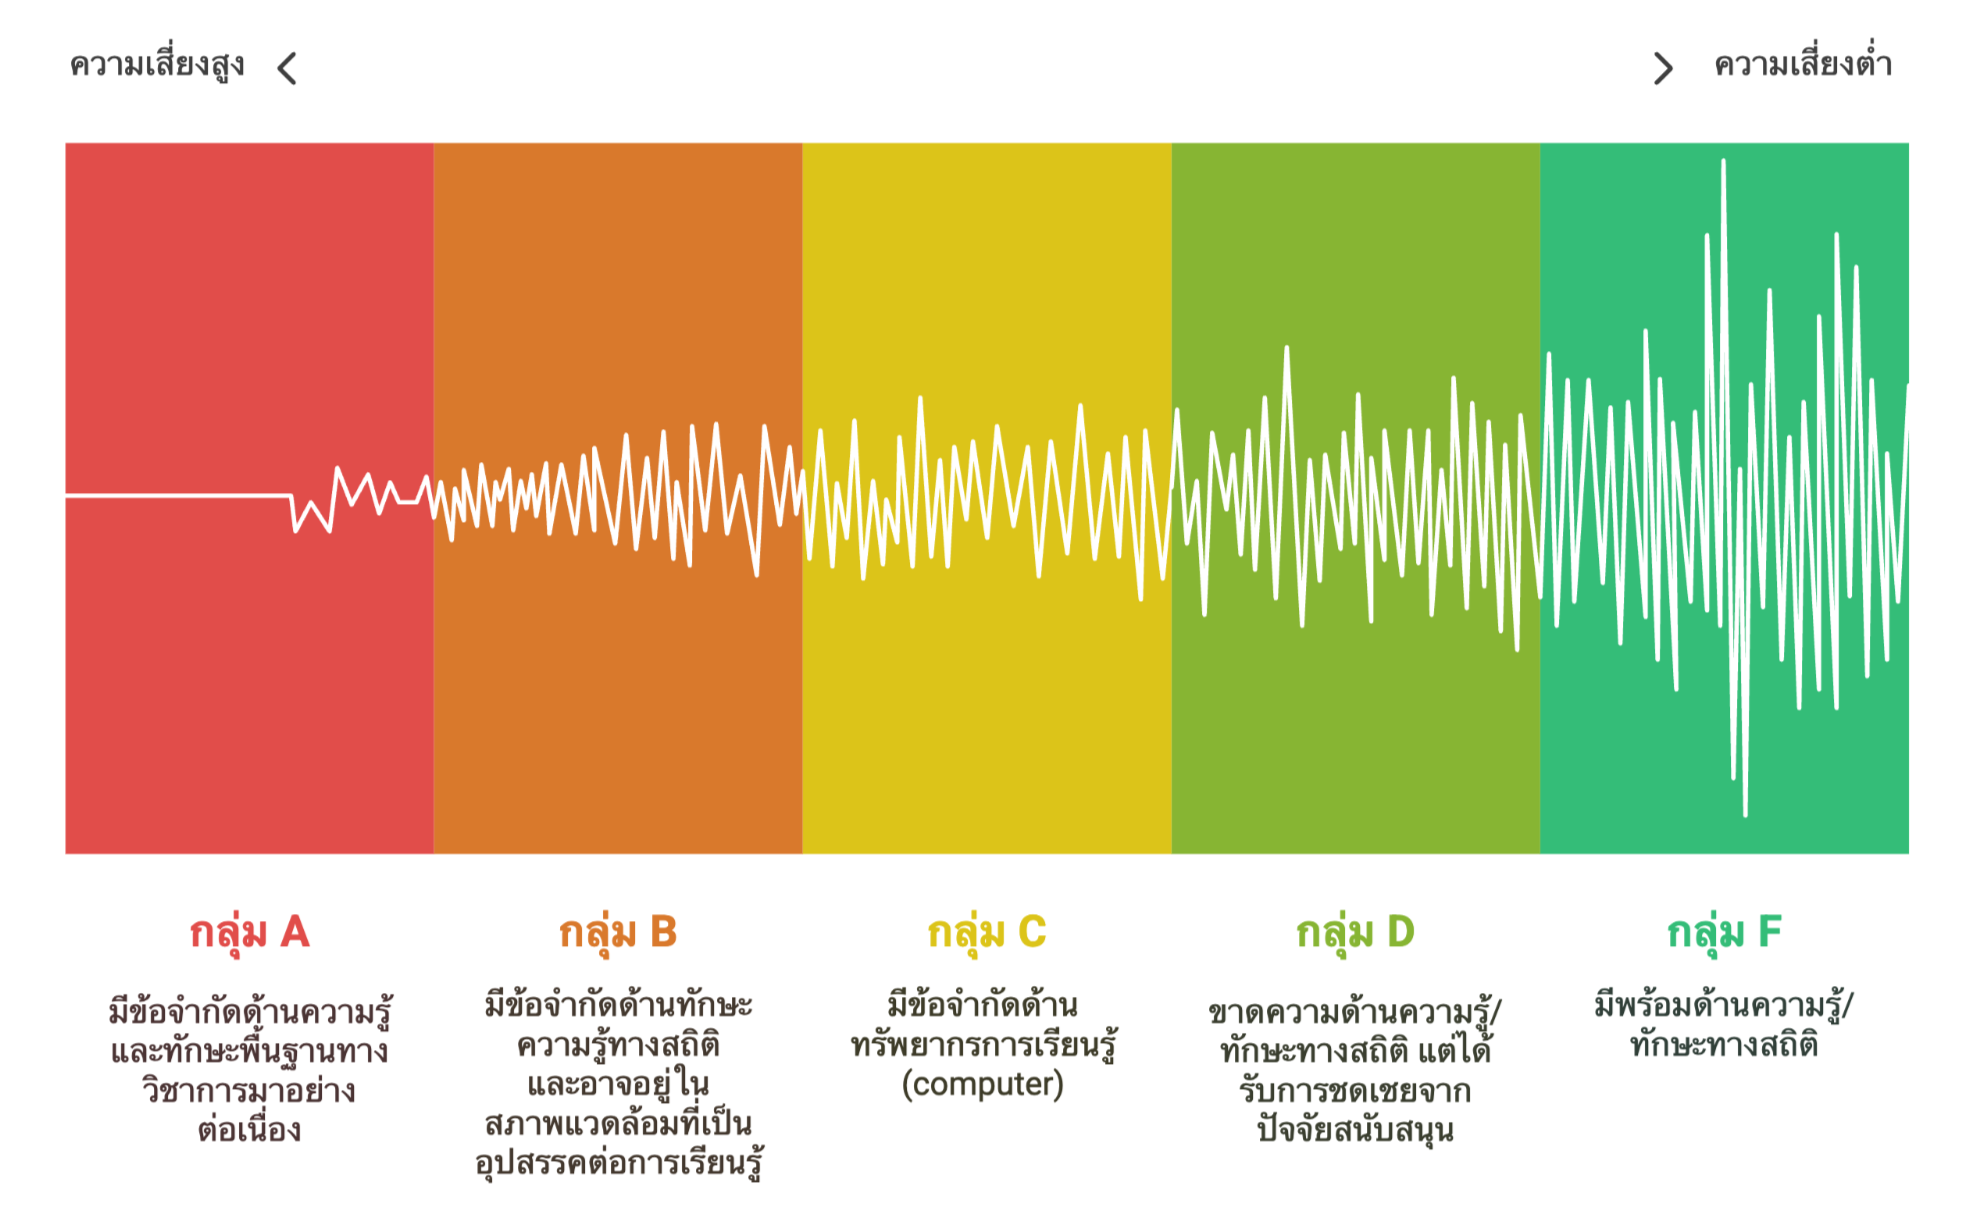 ความเสี่ยงสูง
ความเสี่ยงต่ำ
กลุ่ม A
มีข้อจำกัดด้านความรู้
และทักษะพื้นฐานทาง
วิชาการมาอย่าง
ต่อเนื่อง
กลุ่ม B
มีข้อจำกัดด้านทักษะ
ความรู้ทางสถิติ
และอาจอยู่ใน
สภาพแวดล้อมที่เป็น
อุปสรรคต่อการเรียนรู้
กลุ่ม C
มีข้อจำกัดด้าน
ทรัพยากรการเรียนรู้
(computer)
กลุ่ม D
ขาดความด้านความรู้/
ทักษะทางสถิติ แต่ได้
รับการชดเชยจาก
ปัจจัยสนับสนุน
กลุ่ม F
มีพร้อมด้านความรู้/
ทักษะทางสถิติ